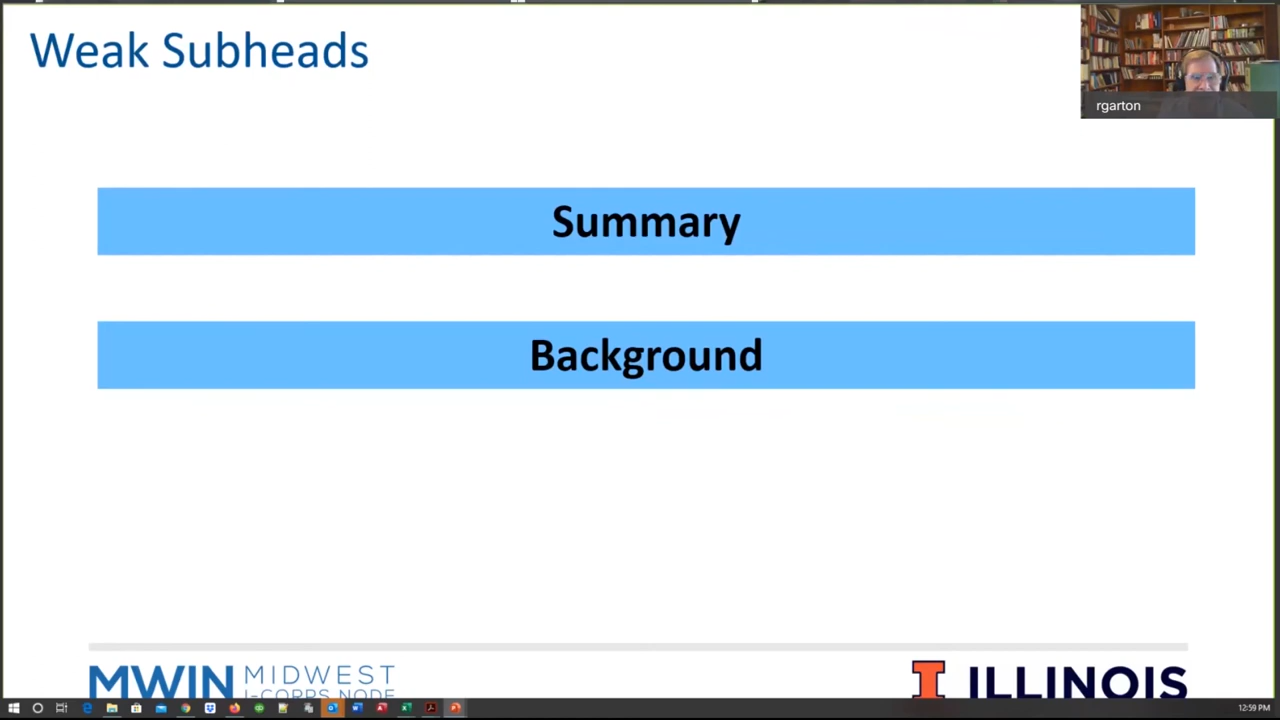 Weak Subheads
rgarton
Summary
Background
MWIN MIDWEST
I-CORPS NODE
I ILLINOIS
12:59 PM